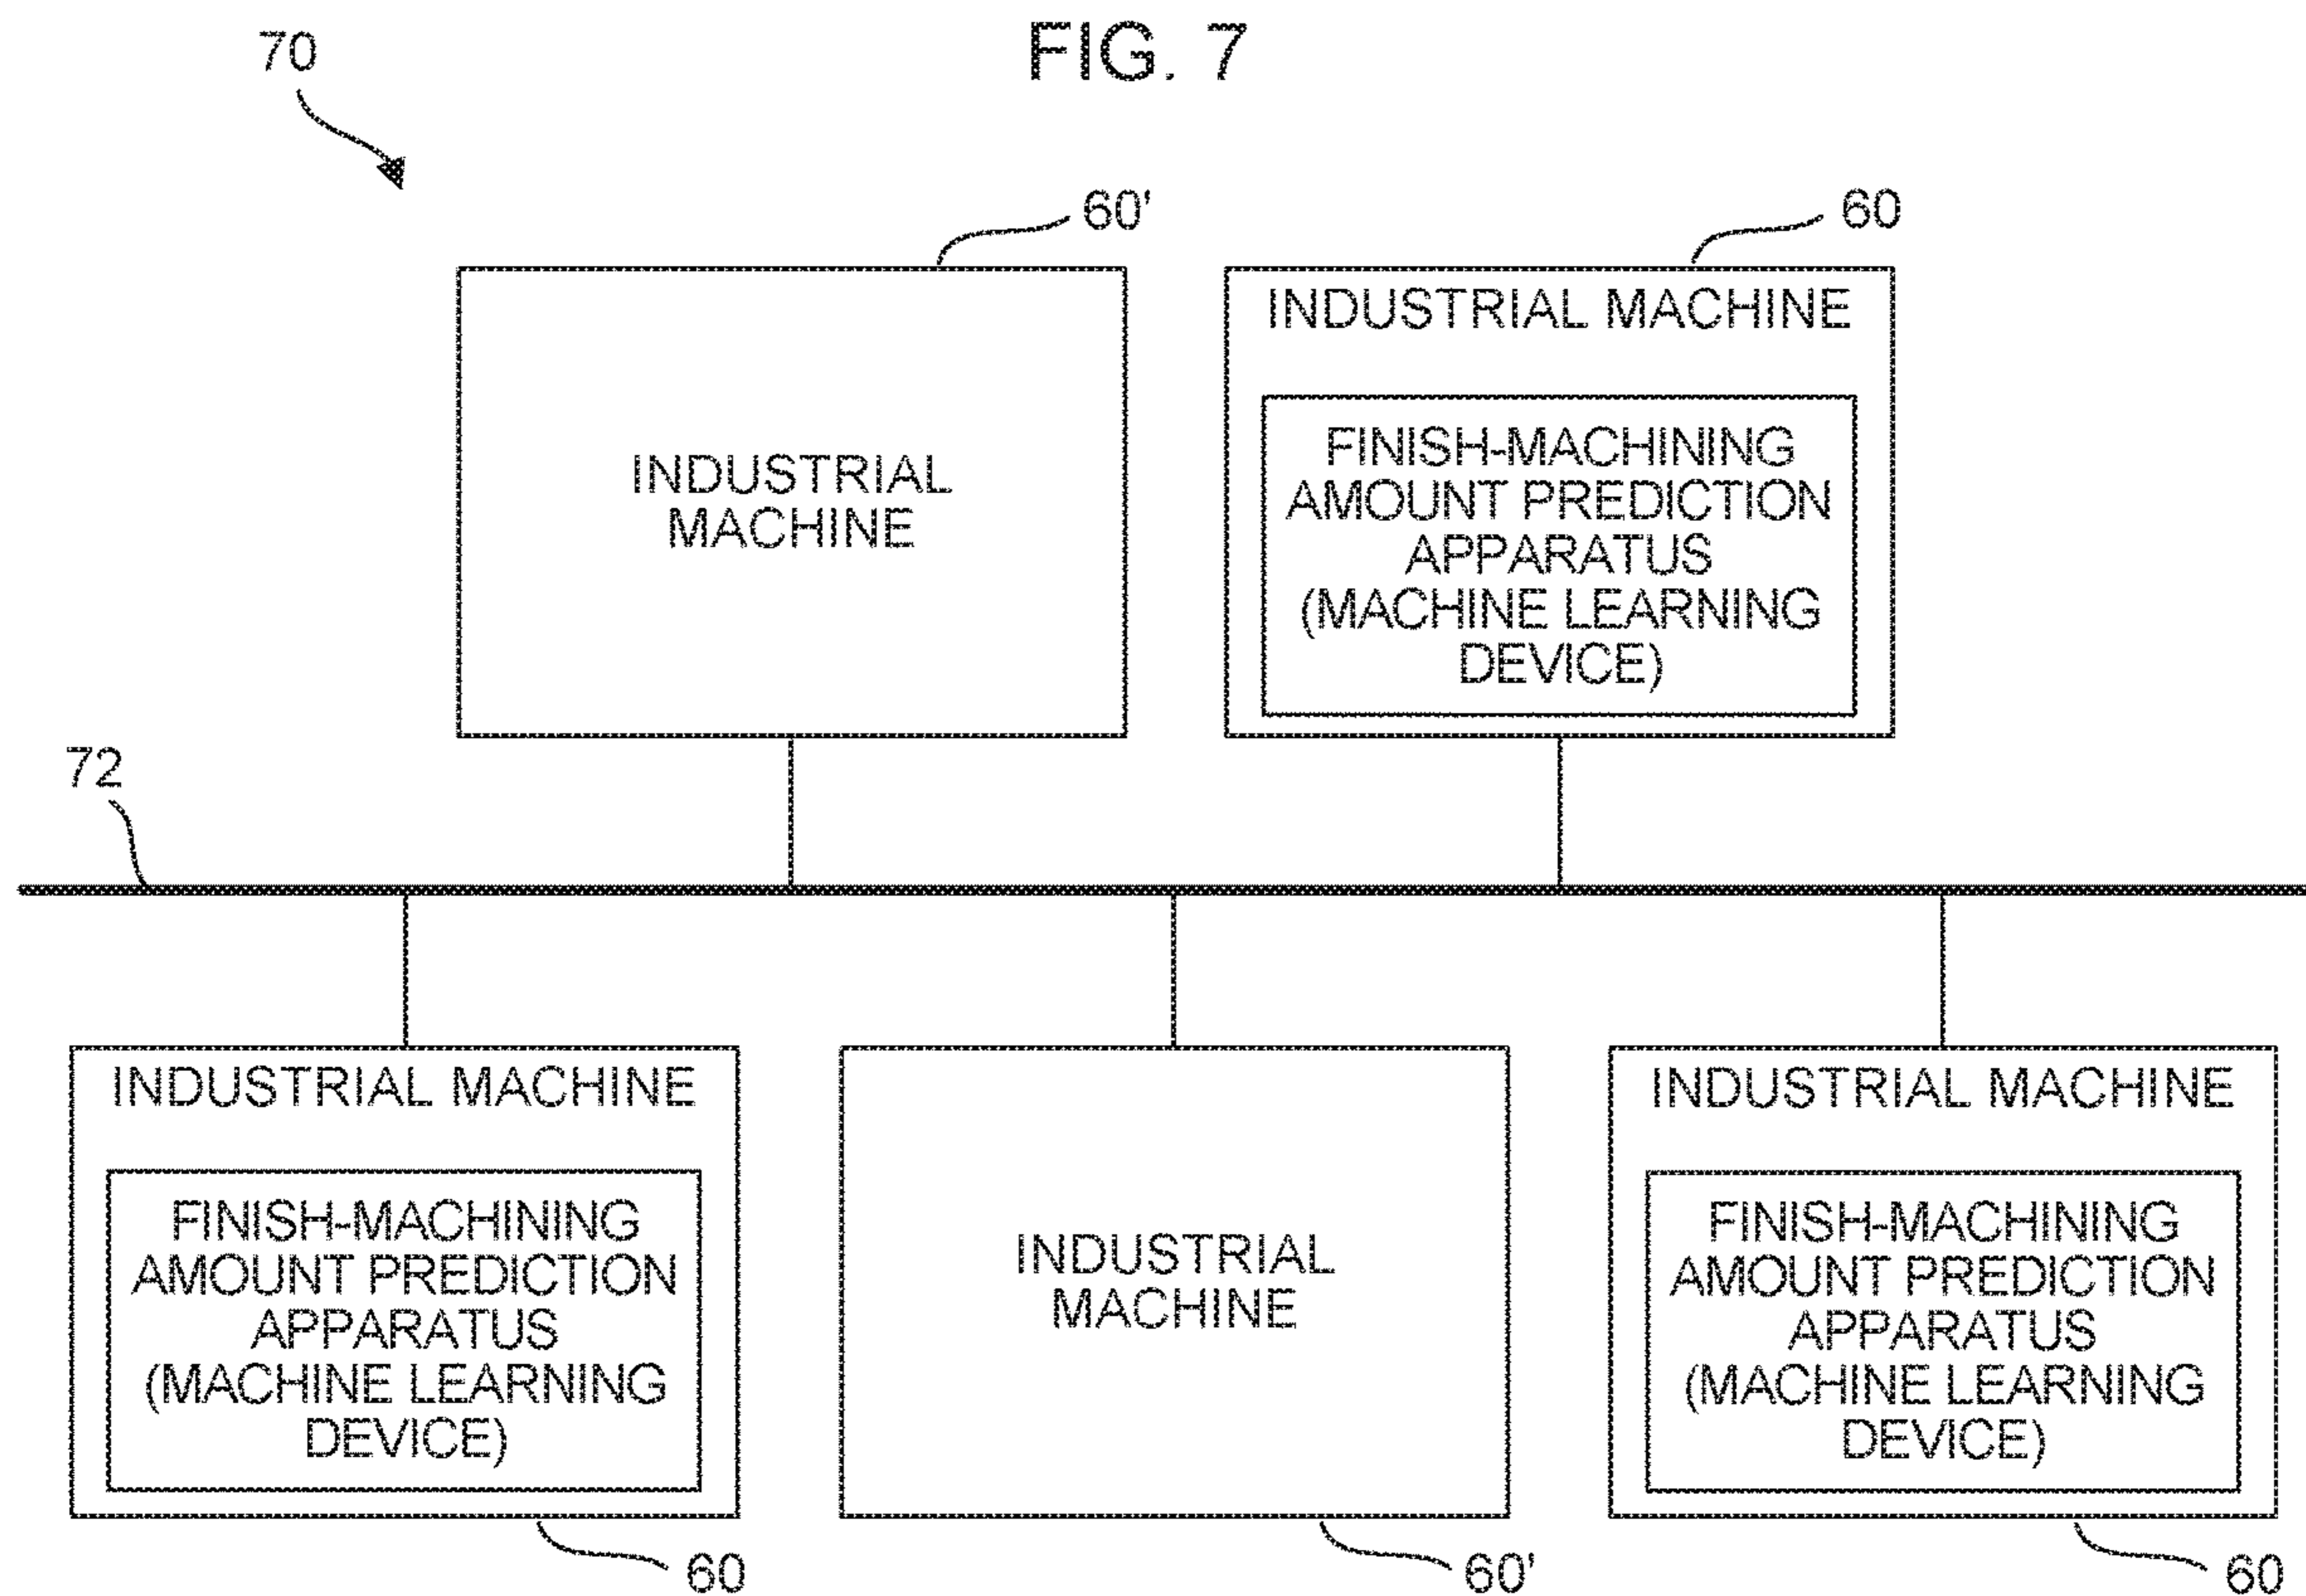 FIG. 7
70
60'
60
INDUSTRIAL
MACHINE
INDUSTRIAL MACHINE
FINISH-MACHINING
AMOUNT PREDICTION
APPARATUS
(MACHINE LEARNING
DEVICE)
72
INDUSTRIAL MACHINE
FINISH-MACHINING
AMOUNT PREDICTION
APPARATUS
(MACHINE LEARNING
DEVICE)
60
INDUSTRIAL
MACHINE
60'
INDUSTRIAL MACHINE
FINISH-MACHINING
AMOUNT PREDICTION
APPARATUS
(MACHINE LEARNING
DEVICE)
60